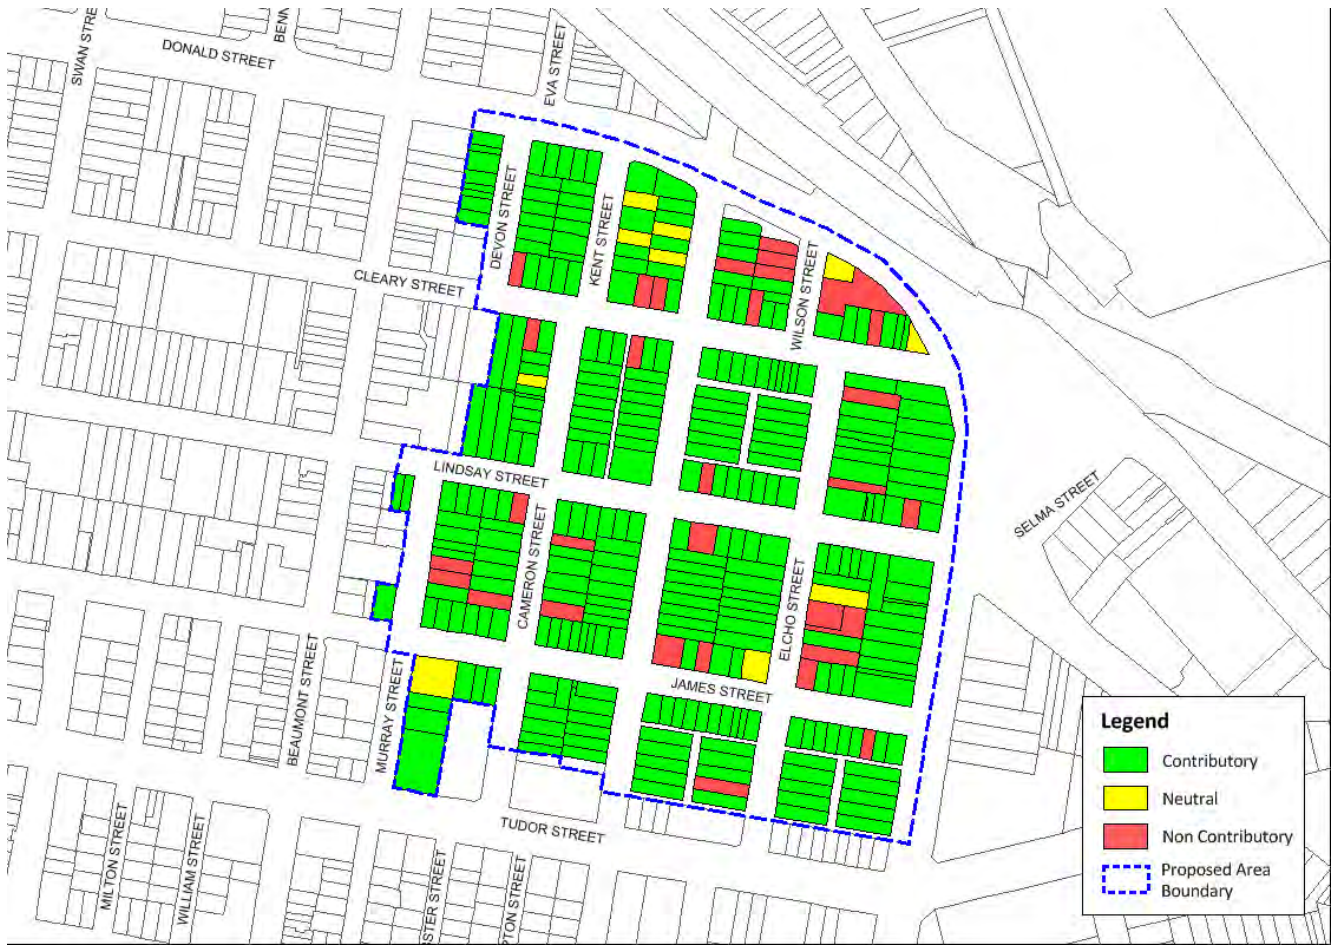 SWAN STRE
DONALD STREET
BENN
EVA STREET
DEVON STREET
KENT STREET
WILSON STREET
CLEARY STREET
LINDSAY STREET
CAMERON STREET
SELMA STREET
ELCHO STREET
JAMES STREET
BEAUMONT STREET
MURRAY STREET
TUDOR STREET
MILTON STREET
WILLIAM STREET
STER STREET
PTON STREET
Legend
Contributory
Neutral
Non Contributory
Proposed Area
Boundary